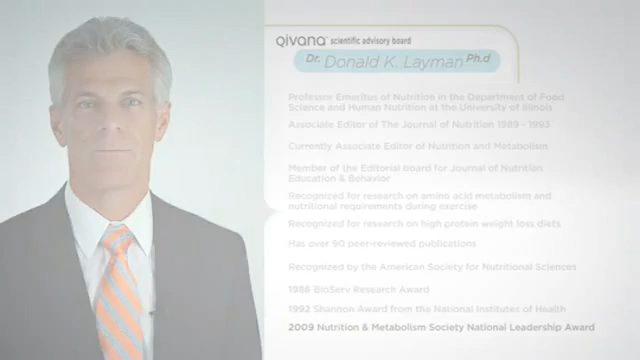 qivana™ scientific advisory board
Dr. Donald K. Layman Ph.d
Professor Emeritus of Nutrition in the Department of Food
Science and Human Nutrition at the University of Illinois
Associate Editor of The Journal of Nutrition 1989 - 1995
Currently Associate Editor of Nutrition and Metabolism
Member of the Editorial board for Journal of Nutrition
Education & Behavior
Recognized for research on amino acid metabolism and
nutritional requirements during exercise
Recognized for research on high protein weight loss diets
Has over 90 peer-reviewed publications
Recognized by the American Society for Nutritional Sciences
1986 BioServ Research Award
1992 Shannon Award from the National Institutes of Health
2009 Nutrition & Metabolism Society National Leadership Award